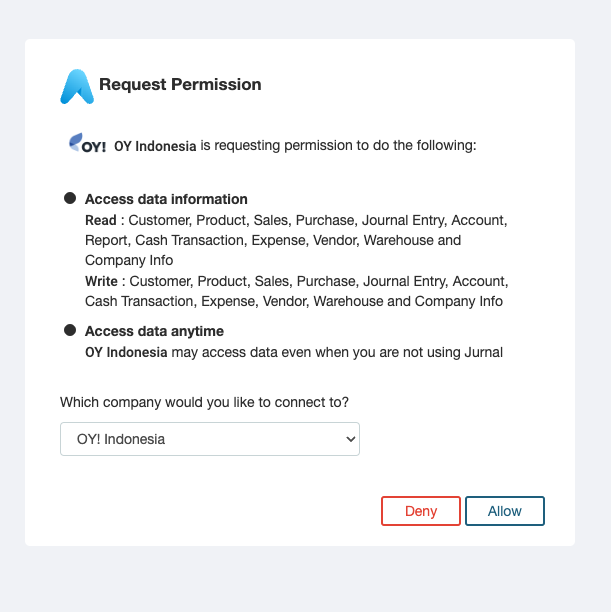 Request Permission
OY! OY Indonesia is requesting permission to do the following:
Access data information
Read : Customer, Product, Sales, Purchase, Journal Entry, Account,
Report, Cash Transaction, Expense, Vendor, Warehouse and
Company Info
Write : Customer, Product, Sales, Purchase, Journal Entry, Account,
Cash Transaction, Expense, Vendor, Warehouse and Company Info
Access data anytime
OY Indonesia may access data even when you are not using Jurnal
Which company would you like to connect to?
OY! Indonesia
Deny Allow